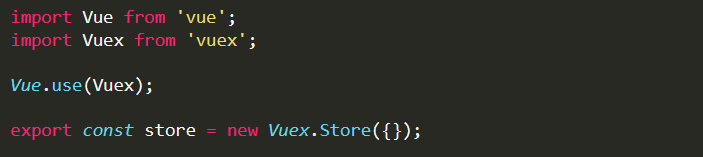 import Vue from 'vue';
import Vuex from 'vuex';
Vue.use(Vuex);
export const store = new Vuex.Store({});